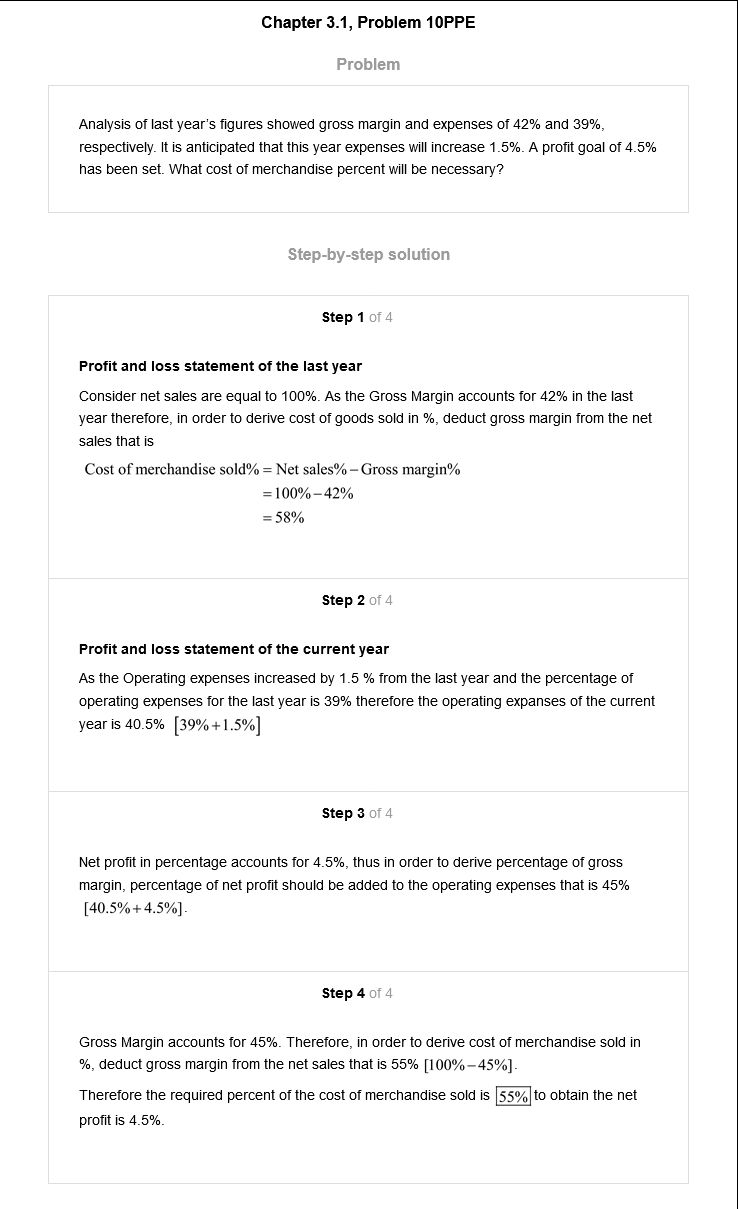 Chapter 3.1, Problem 10PPE
Problem
Analysis of last year's figures showed gross margin and expenses of 42% and 39%,
respectively. It is anticipated that this year expenses will increase 1.5%. A profit goal of 4.5%
has been set. What cost of merchandise percent will be necessary?
Step-by-step solution
Step 1 of 4
Profit and loss statement of the last year
Consider net sales are equal to 100%. As the Gross Margin accounts for 42% in the last
year therefore, in order to derive cost of goods sold in %, deduct gross margin from the net
sales that is
Cost of merchandise sold% = Net sales% – Gross margin%
= 100% – 42%
= 58%
Step 2 of 4
Profit and loss statement of the current year
As the Operating expenses increased by 1.5 % from the last year and the percentage of
operating expenses for the last year is 39% therefore the operating expanses of the current
year is 40.5% [39% + 1.5%]
Step 3 of 4
Net profit in percentage accounts for 4.5%, thus in order to derive percentage of gross
margin, percentage of net profit should be added to the operating expenses that is 45%
[40.5% + 4.5%].
Step 4 of 4
Gross Margin accounts for 45%. Therefore, in order to derive cost of merchandise sold in
%, deduct gross margin from the net sales that is 55% [100% – 45%].
Therefore the required percent of the cost of merchandise sold is 55% to obtain the net
profit is 4.5%.